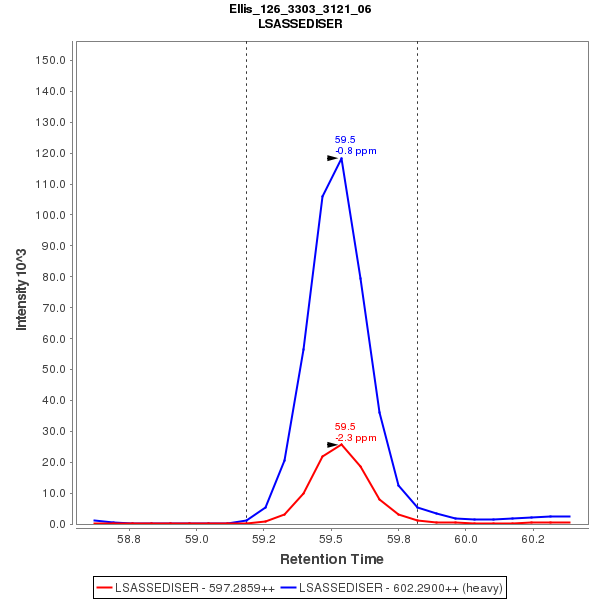 Ellis_126_3303_3121_06
LSASSEDISER
150.0
140.0
130.0
120.0
110.0
100.0
90.0
80.0
70.0
60.0
50.0
40.0
30.0
20.0
10.0
0.0
Intensity 10^3
59.5
-0.8 ppm
59.5
-2.3 ppm
58.8 59.0 59.2 59.5 59.8 60.0 60.2
Retention Time
LSASSEDISER - 597.2859++ LSASSEDISER - 602.2900++ (heavy)